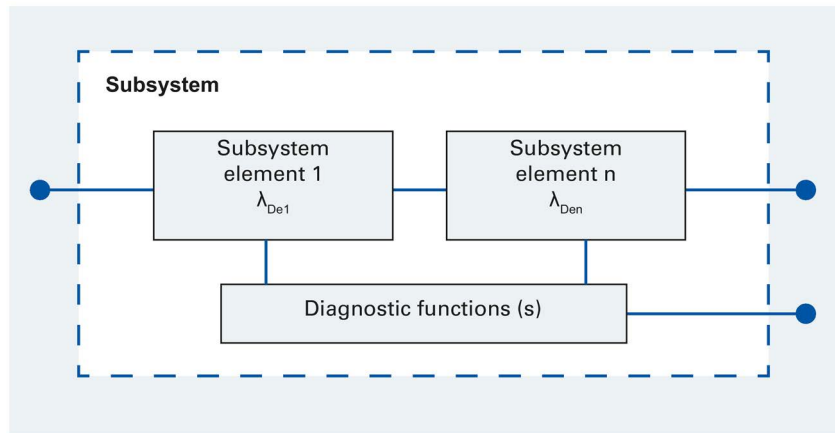 Subsystem
Subsystem
element 1
λDe1
Subsystem
element n
λDen
Diagnostic functions (s)